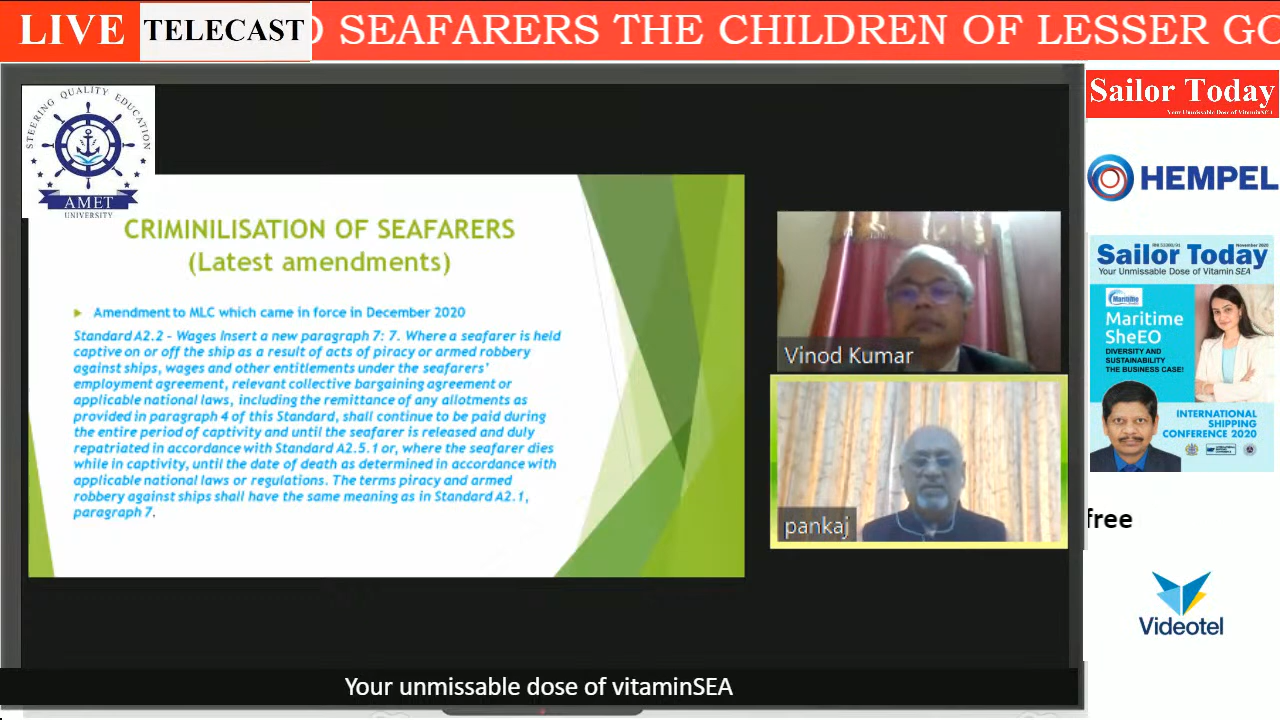 LIVE TELECAST SEAFARERS THE CHILDREN OF LESSER GO
Sailor Today
Your Unmissable Dose of VitaminSEA
STEERING QUALITY EDUCATION
AMET
UNIVERSITY
CRIMINILISATION OF SEAFARERS
(Latest amendments)
Amendment to MLC which came in force in December 2020
Standard A2.2 – Wages Insert a new paragraph 7: 7. Where a seafarer is held
captive on or off the ship as a result of acts of piracy or armed robbery
against ships, wages and other entitlements under the seafarers’
employment agreement, relevant collective bargaining agreement or
applicable national laws, including the remittance of any allotments as
provided in paragraph 4 of this Standard, shall continue to be paid during
the entire period of captivity and until the seafarer is released and duly
repatriated in accordance with Standard A2.5.1 or, where the seafarer dies
while in captivity, until the date of death as determined in accordance with
applicable national laws or regulations. The terms piracy and armed
robbery against ships shall have the same meaning as in Standard A2.1,
paragraph 7.
Vinod Kumar
pankaj
HEMPEL
November 2020
Sailor Today
Your Unmissable Dose of Vitamin SEA
Maritime
Maritime
SheEO
DIVERSITY AND
SUSTAINABILITY
THE BUSINESS CASE!
INTERNATIONAL
SHIPPING
CONFERENCE 2020
free
Videotel
Your unmissable dose of vitaminSEA